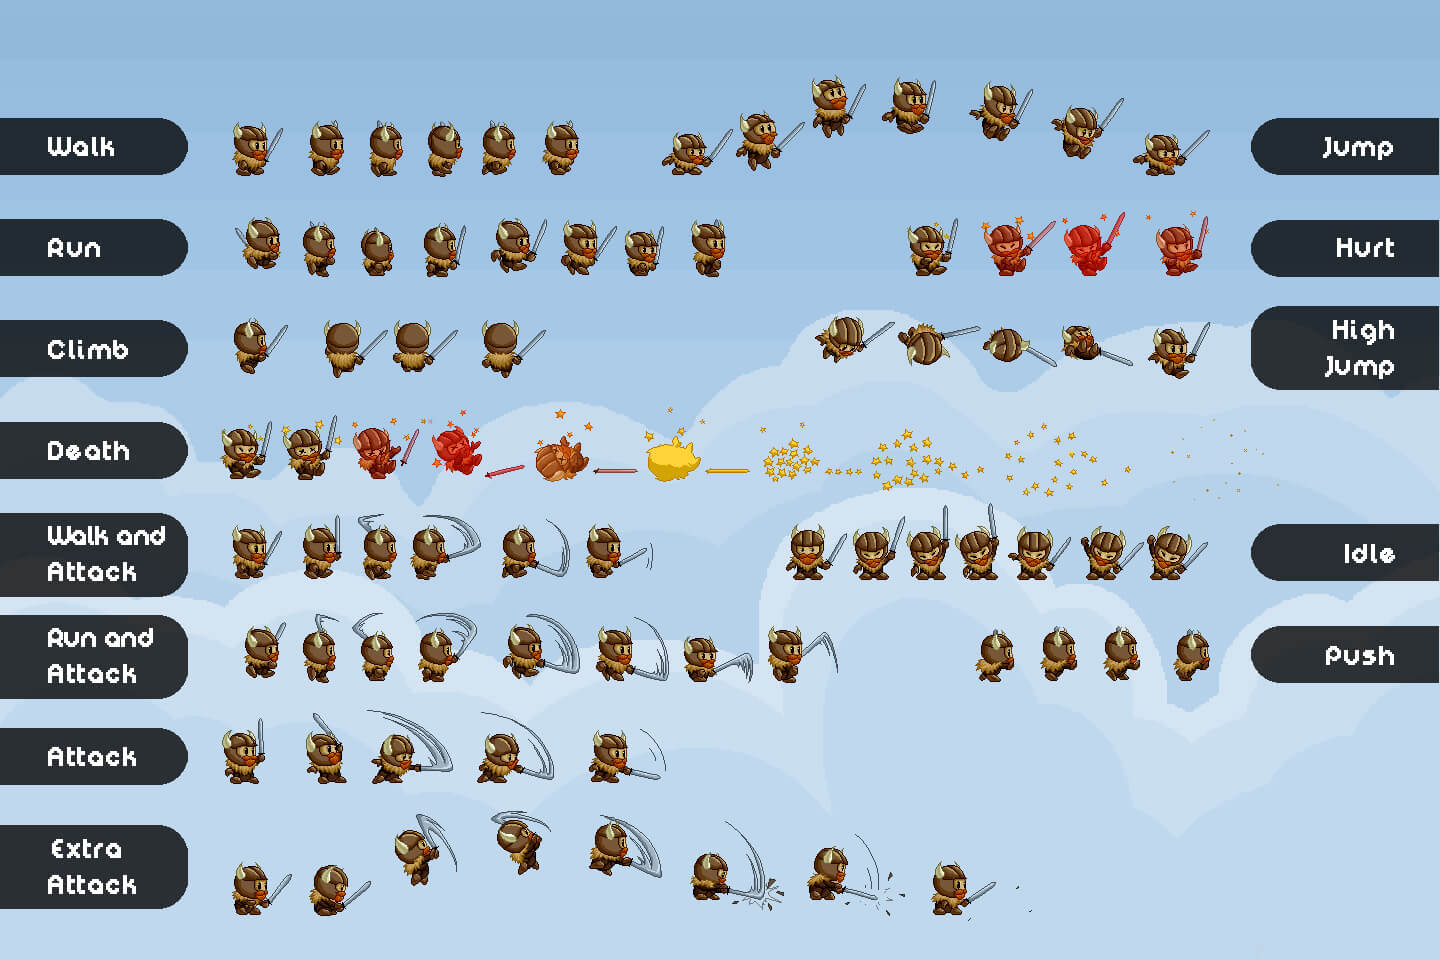 Walk
Jump
Run
Hurt
Climb
High
Jump
Death
Walk and
Attack
Idle
Run and
Attack
Push
Attack
Extra
Attack